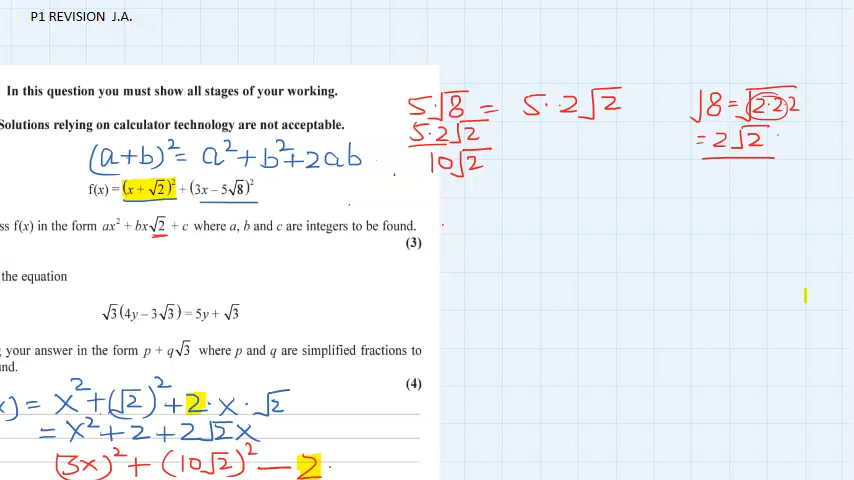 P1 REVISION J.A.
In this question you must show all stages of your working.
Solutions relying on calculator technology are not acceptable.
(a+b)² = a² + b² + 2ab
f(x) = (x + √2)² + (3x – 5√8)²
ss f(x) in the form ax² + bx√2 + c where a, b and c are integers to be found.
(3)
the equation
√3(4y – 3√3) = 5y + √3
your answer in the form p + q√3 where p and q are simplified fractions to
und.
(4)
) = x² + (√2)² + 2 · x · √2
= x² + 2 + 2√2x
(3x)² + (10√2)² — 2 ·
5·√8 = 5·2√2
5·2√2
10√2
√8 = √2·2·2
= 2√2